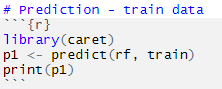 # Prediction - train data
```{r}
library(caret)
p1 <- predict(rf, train)
print(p1)
```